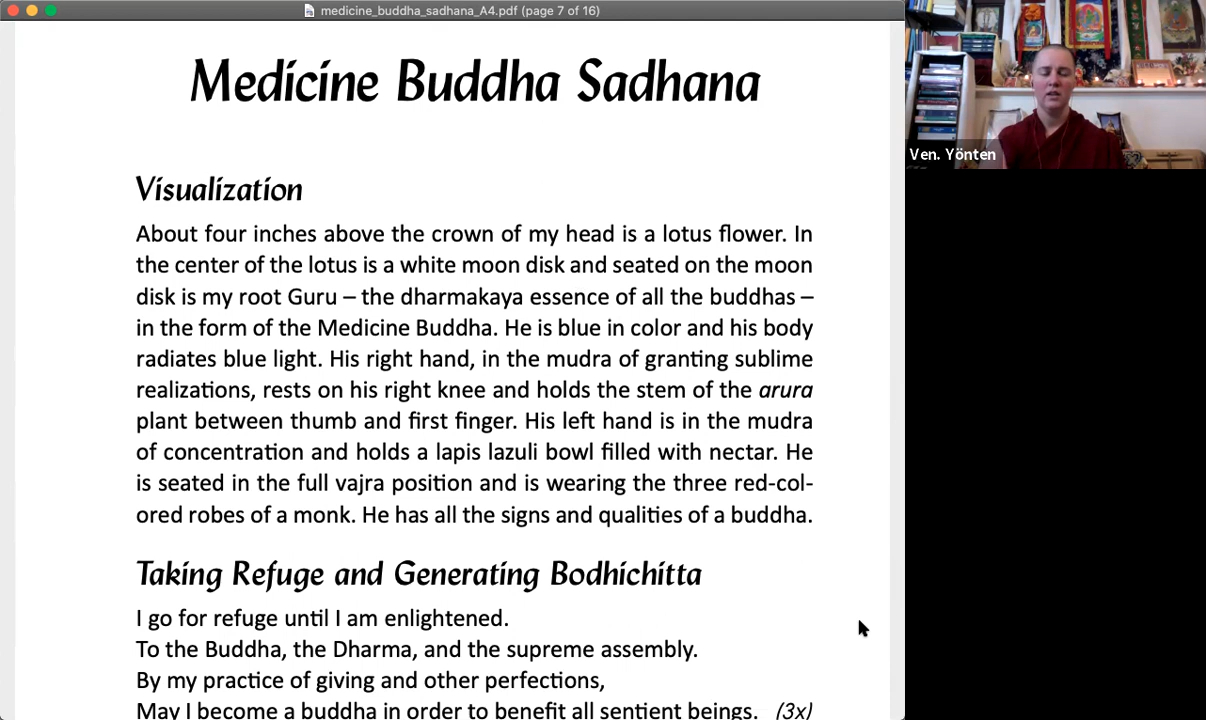 medicine_buddha_sadhana_A4.pdf (page 7 of 16)
Medicine Buddha Sadhana
Ven. Yönten
Visualization
About four inches above the crown of my head is a lotus flower. In
the center of the lotus is a white moon disk and seated on the moon
disk is my root Guru – the dharmakaya essence of all the buddhas –
in the form of the Medicine Buddha. He is blue in color and his body
radiates blue light. His right hand, in the mudra of granting sublime
realizations, rests on his right knee and holds the stem of the arura
plant between thumb and first finger. His left hand is in the mudra
of concentration and holds a lapis lazuli bowl filled with nectar. He
is seated in the full vajra position and is wearing the three red-col-
ored robes of a monk. He has all the signs and qualities of a buddha.
Taking Refuge and Generating Bodhichitta
I go for refuge until I am enlightened.
To the Buddha, the Dharma, and the supreme assembly.
By my practice of giving and other perfections,
May I become a buddha in order to benefit all sentient beings. (3x)